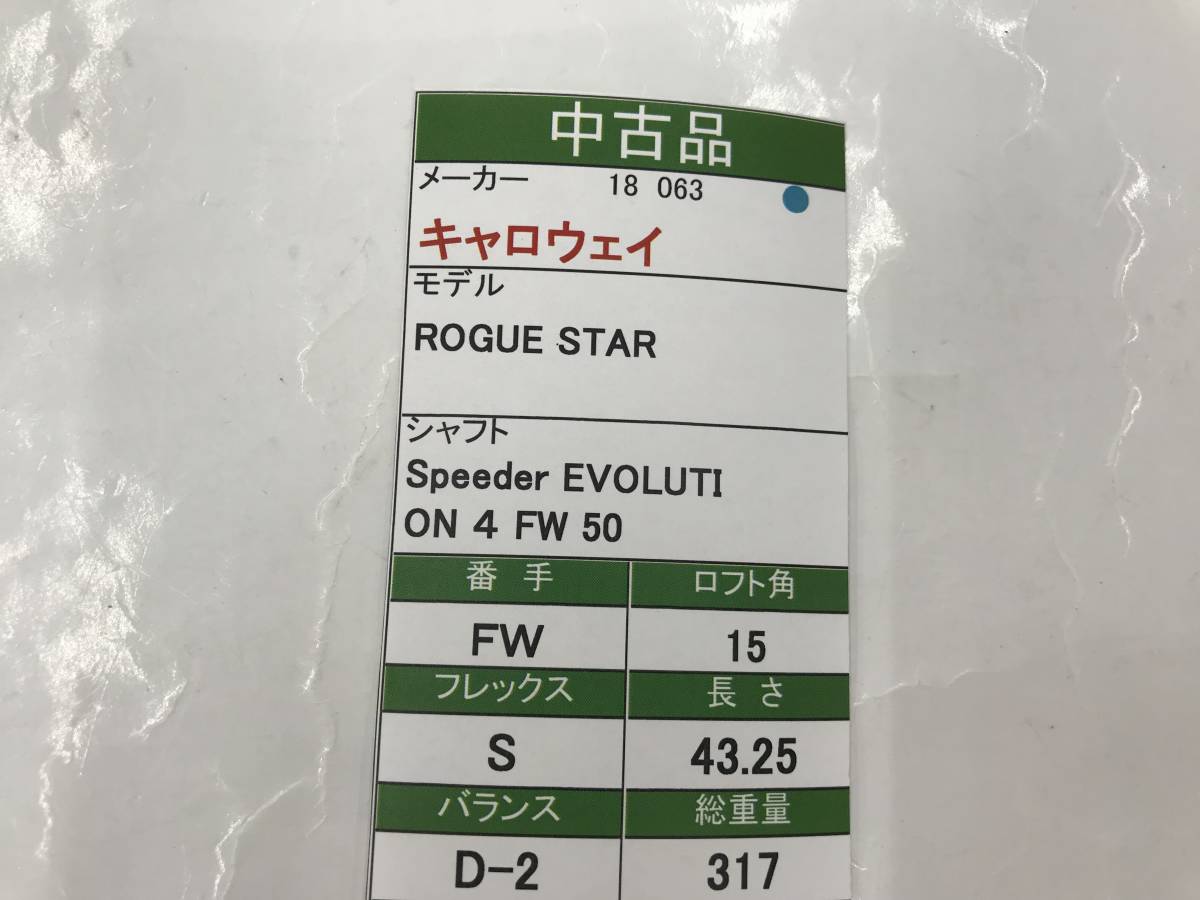 中古品
メーカー 18 063
キャロウェイ
モデル
ROGUE STAR
シャフト
Speeder EVOLUTI
ON 4 FW 50
番手 ロフト角
FW 15
フレックス 長さ
S 43.25
バランス 総重量
D-2 317